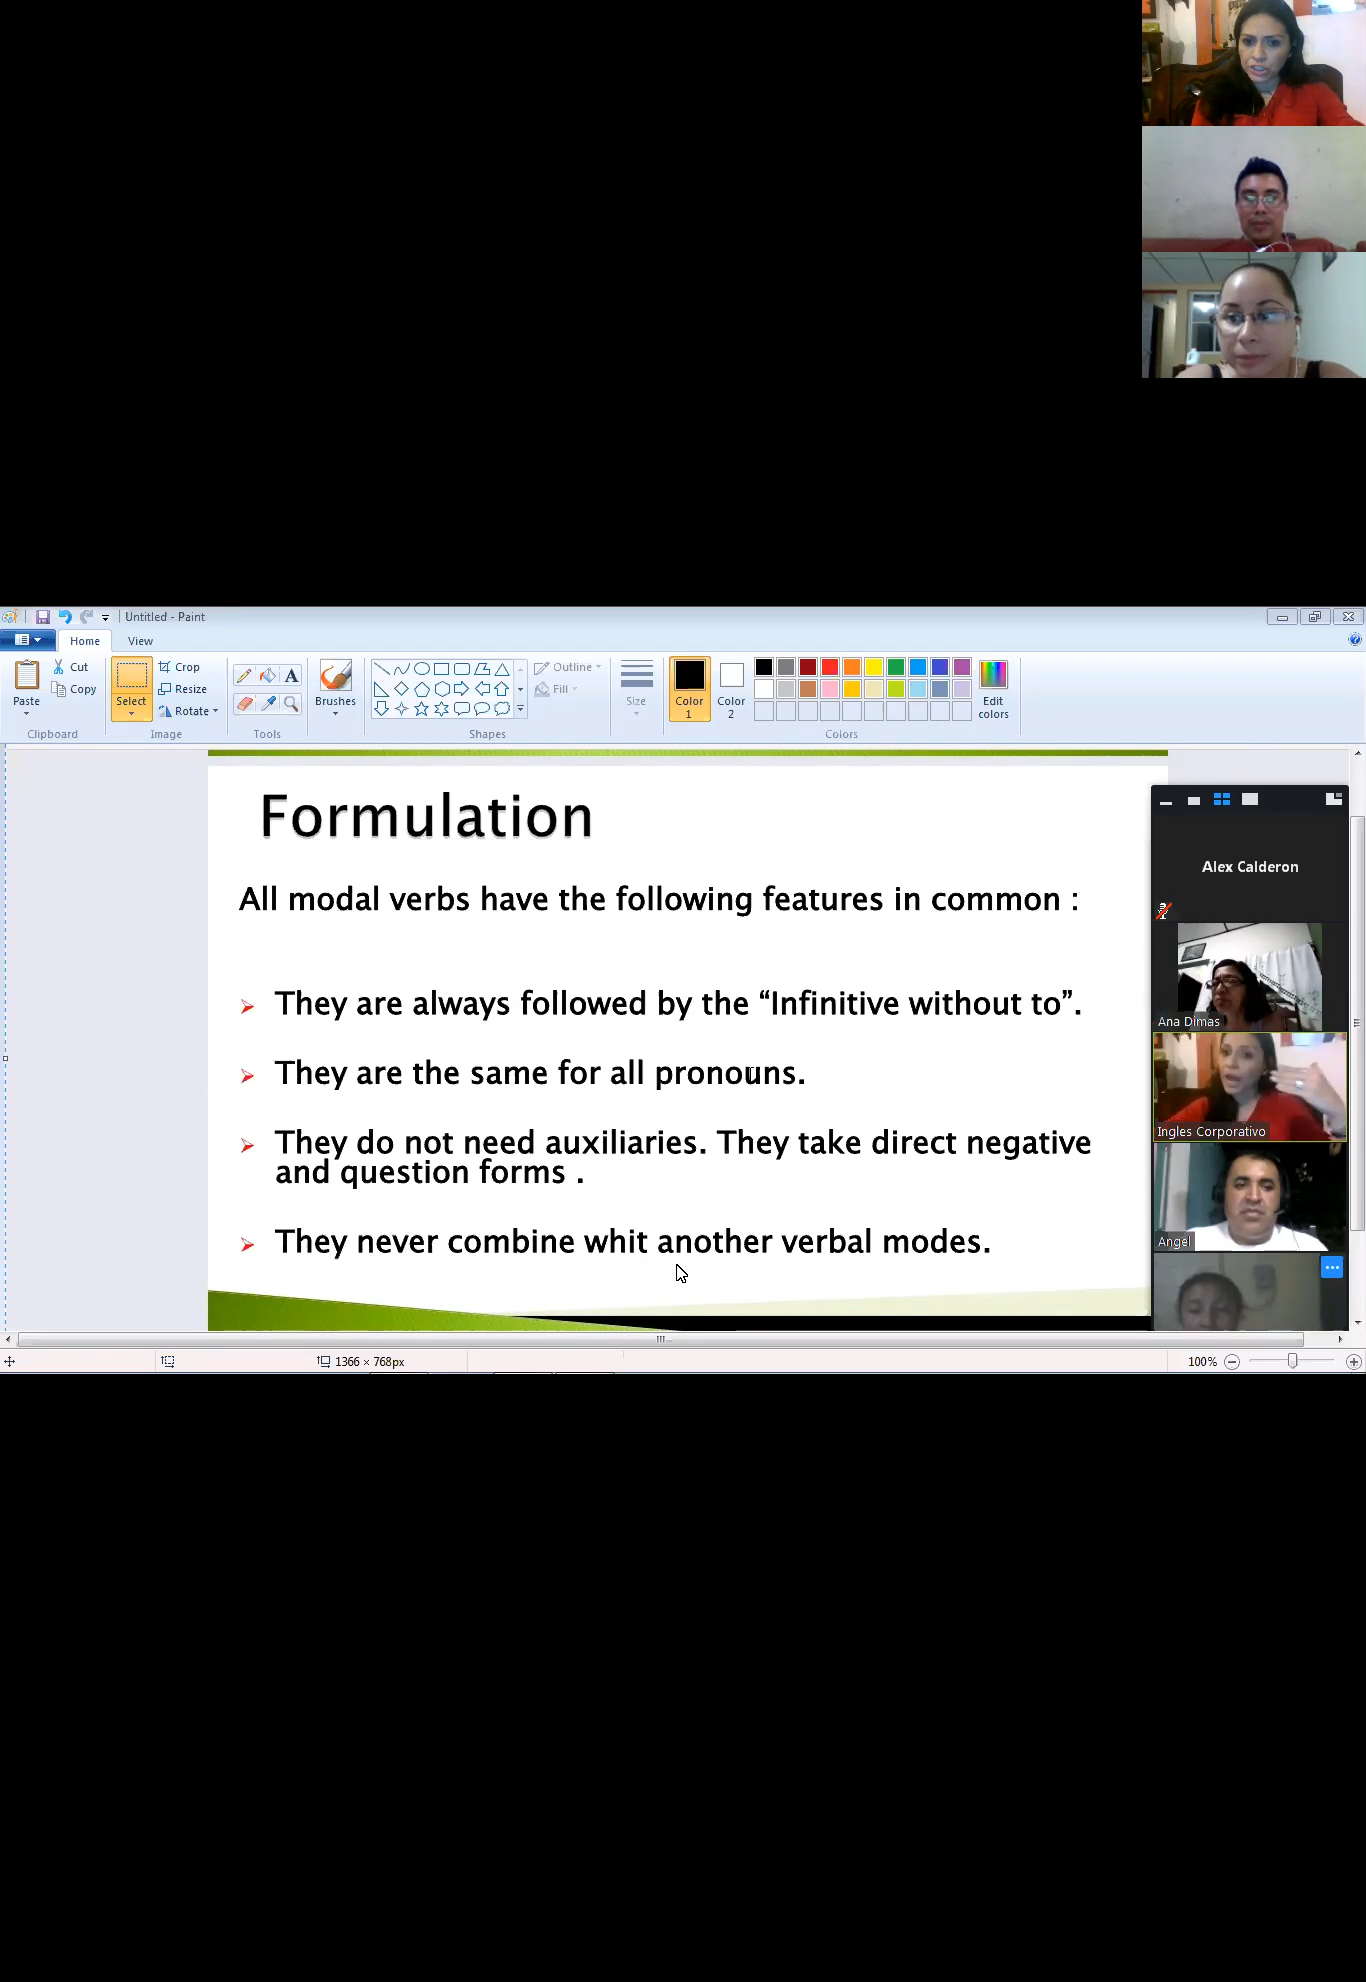 Untitled - Paint
Home View
Paste
Cut
Copy
Clipboard
Select
Crop
Resize
Rotate
Image
A
Tools
Brushes
Outline
Fill
Shapes
Size
Color
1
Color
2
Edit
colors
Colors
Formulation
All modal verbs have the following features in common :
They are always followed by the “Infinitive without to”.
They are the same for all pronouns.
They do not need auxiliaries. They take direct negative
and question forms .
They never combine whit another verbal modes.
Alex Calderon
Ana Dimas
Ingles Corporativo
Angel
1366 × 768px
100%